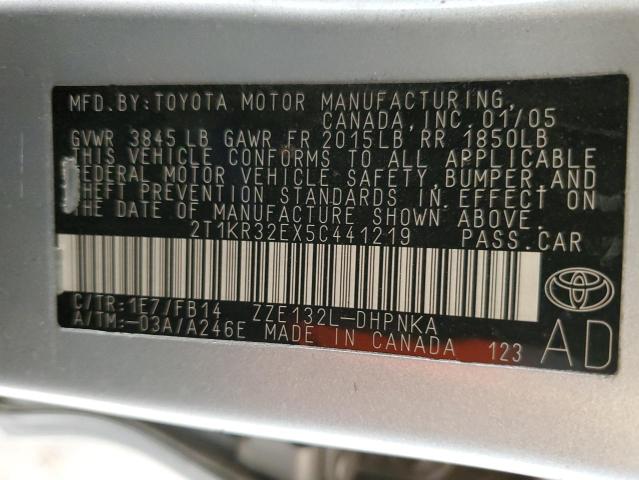 MFD. BY: TOYOTA MOTOR MANUFACTURING,
CANADA, INC. 01/05
GVWR 3845 LB GAWR FR 2015LB RR 1850LB
THIS VEHICLE CONFORMS TO ALL APPLICABLE
FEDERAL MOTOR VEHICLE SAFETY, BUMPER, AND
THEFT PREVENTION STANDARDS IN EFFECT ON
THE DATE OF MANUFACTURE SHOWN ABOVE.
2T1KR32EX5C441219 PASS. CAR
C/TR: 1E7/FB14 ZZE132L-DHPNKA
A/TM: -03A/A246E MADE IN CANADA 123
AD